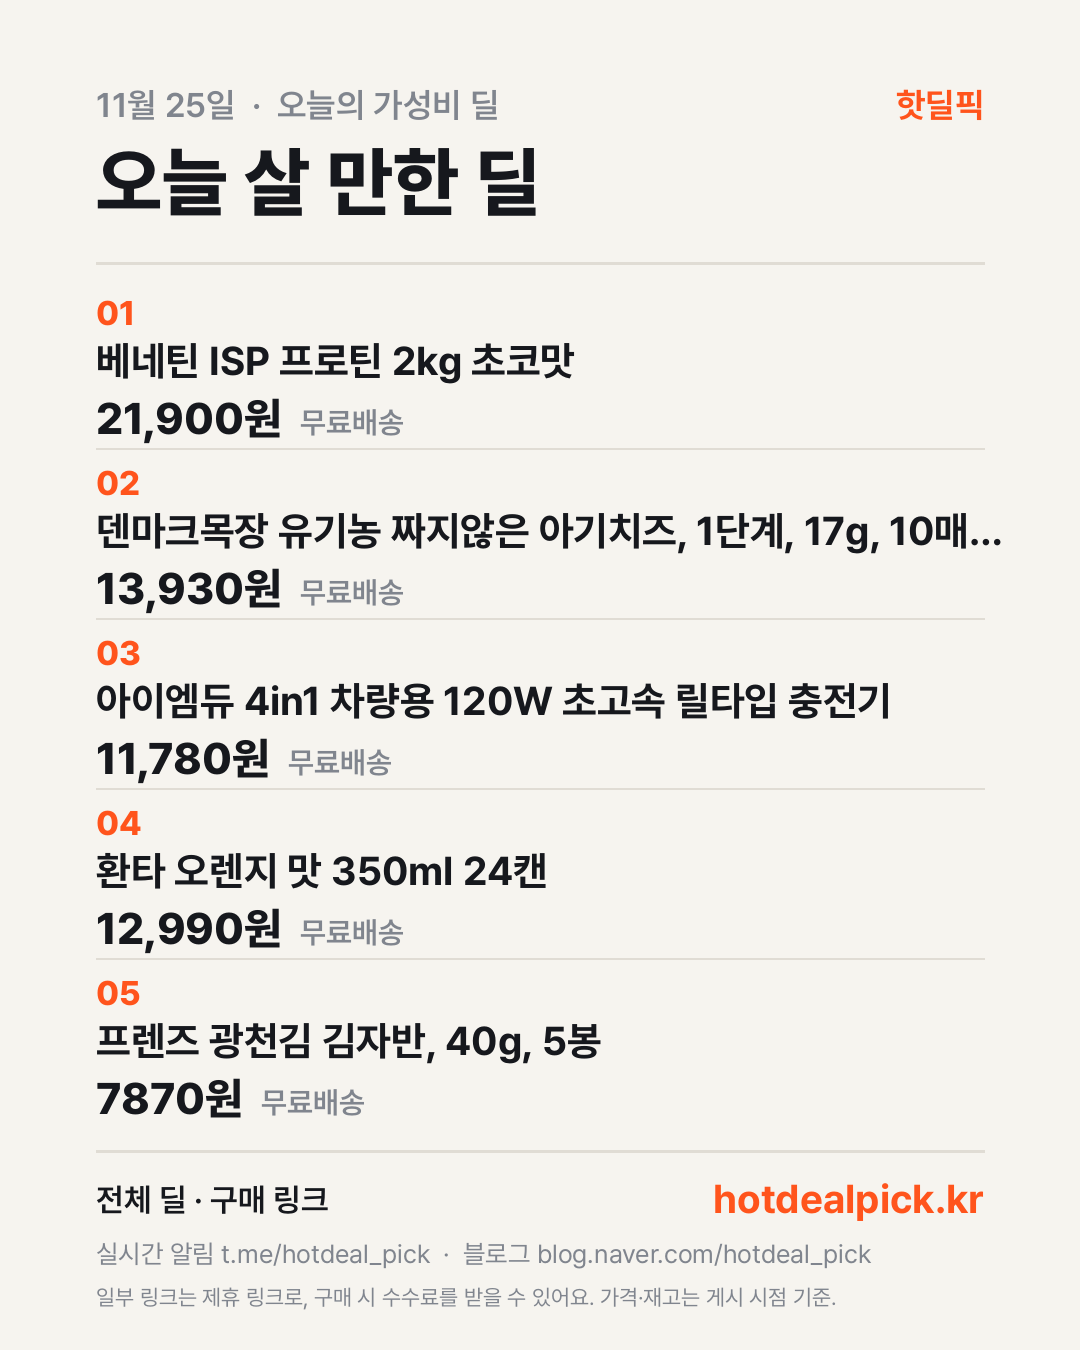 11월 25일 · 오늘의 가성비 딜
핫딜픽
오늘 살 만한 딜
01
베네틴 ISP 프로틴 2kg 초코맛
21,900원 무료배송
02
덴마크목장 유기농 짜지않은 아기치즈, 1단계, 17g, 10매...
13,930원 무료배송
03
아이엠듀 4in1 차량용 120W 초고속 릴타입 충전기
11,780원 무료배송
04
환타 오렌지 맛 350ml 24캔
12,990원 무료배송
05
프렌즈 광천김 김자반, 40g, 5봉
7870원 무료배송
전체 딜 · 구매 링크
hotdealpick.kr
실시간 알림 t.me/hotdeal_pick · 블로그 blog.naver.com/hotdeal_pick
일부 링크는 제휴 링크로, 구매 시 수수료를 받을 수 있어요. 가격·재고는 게시 시점 기준.